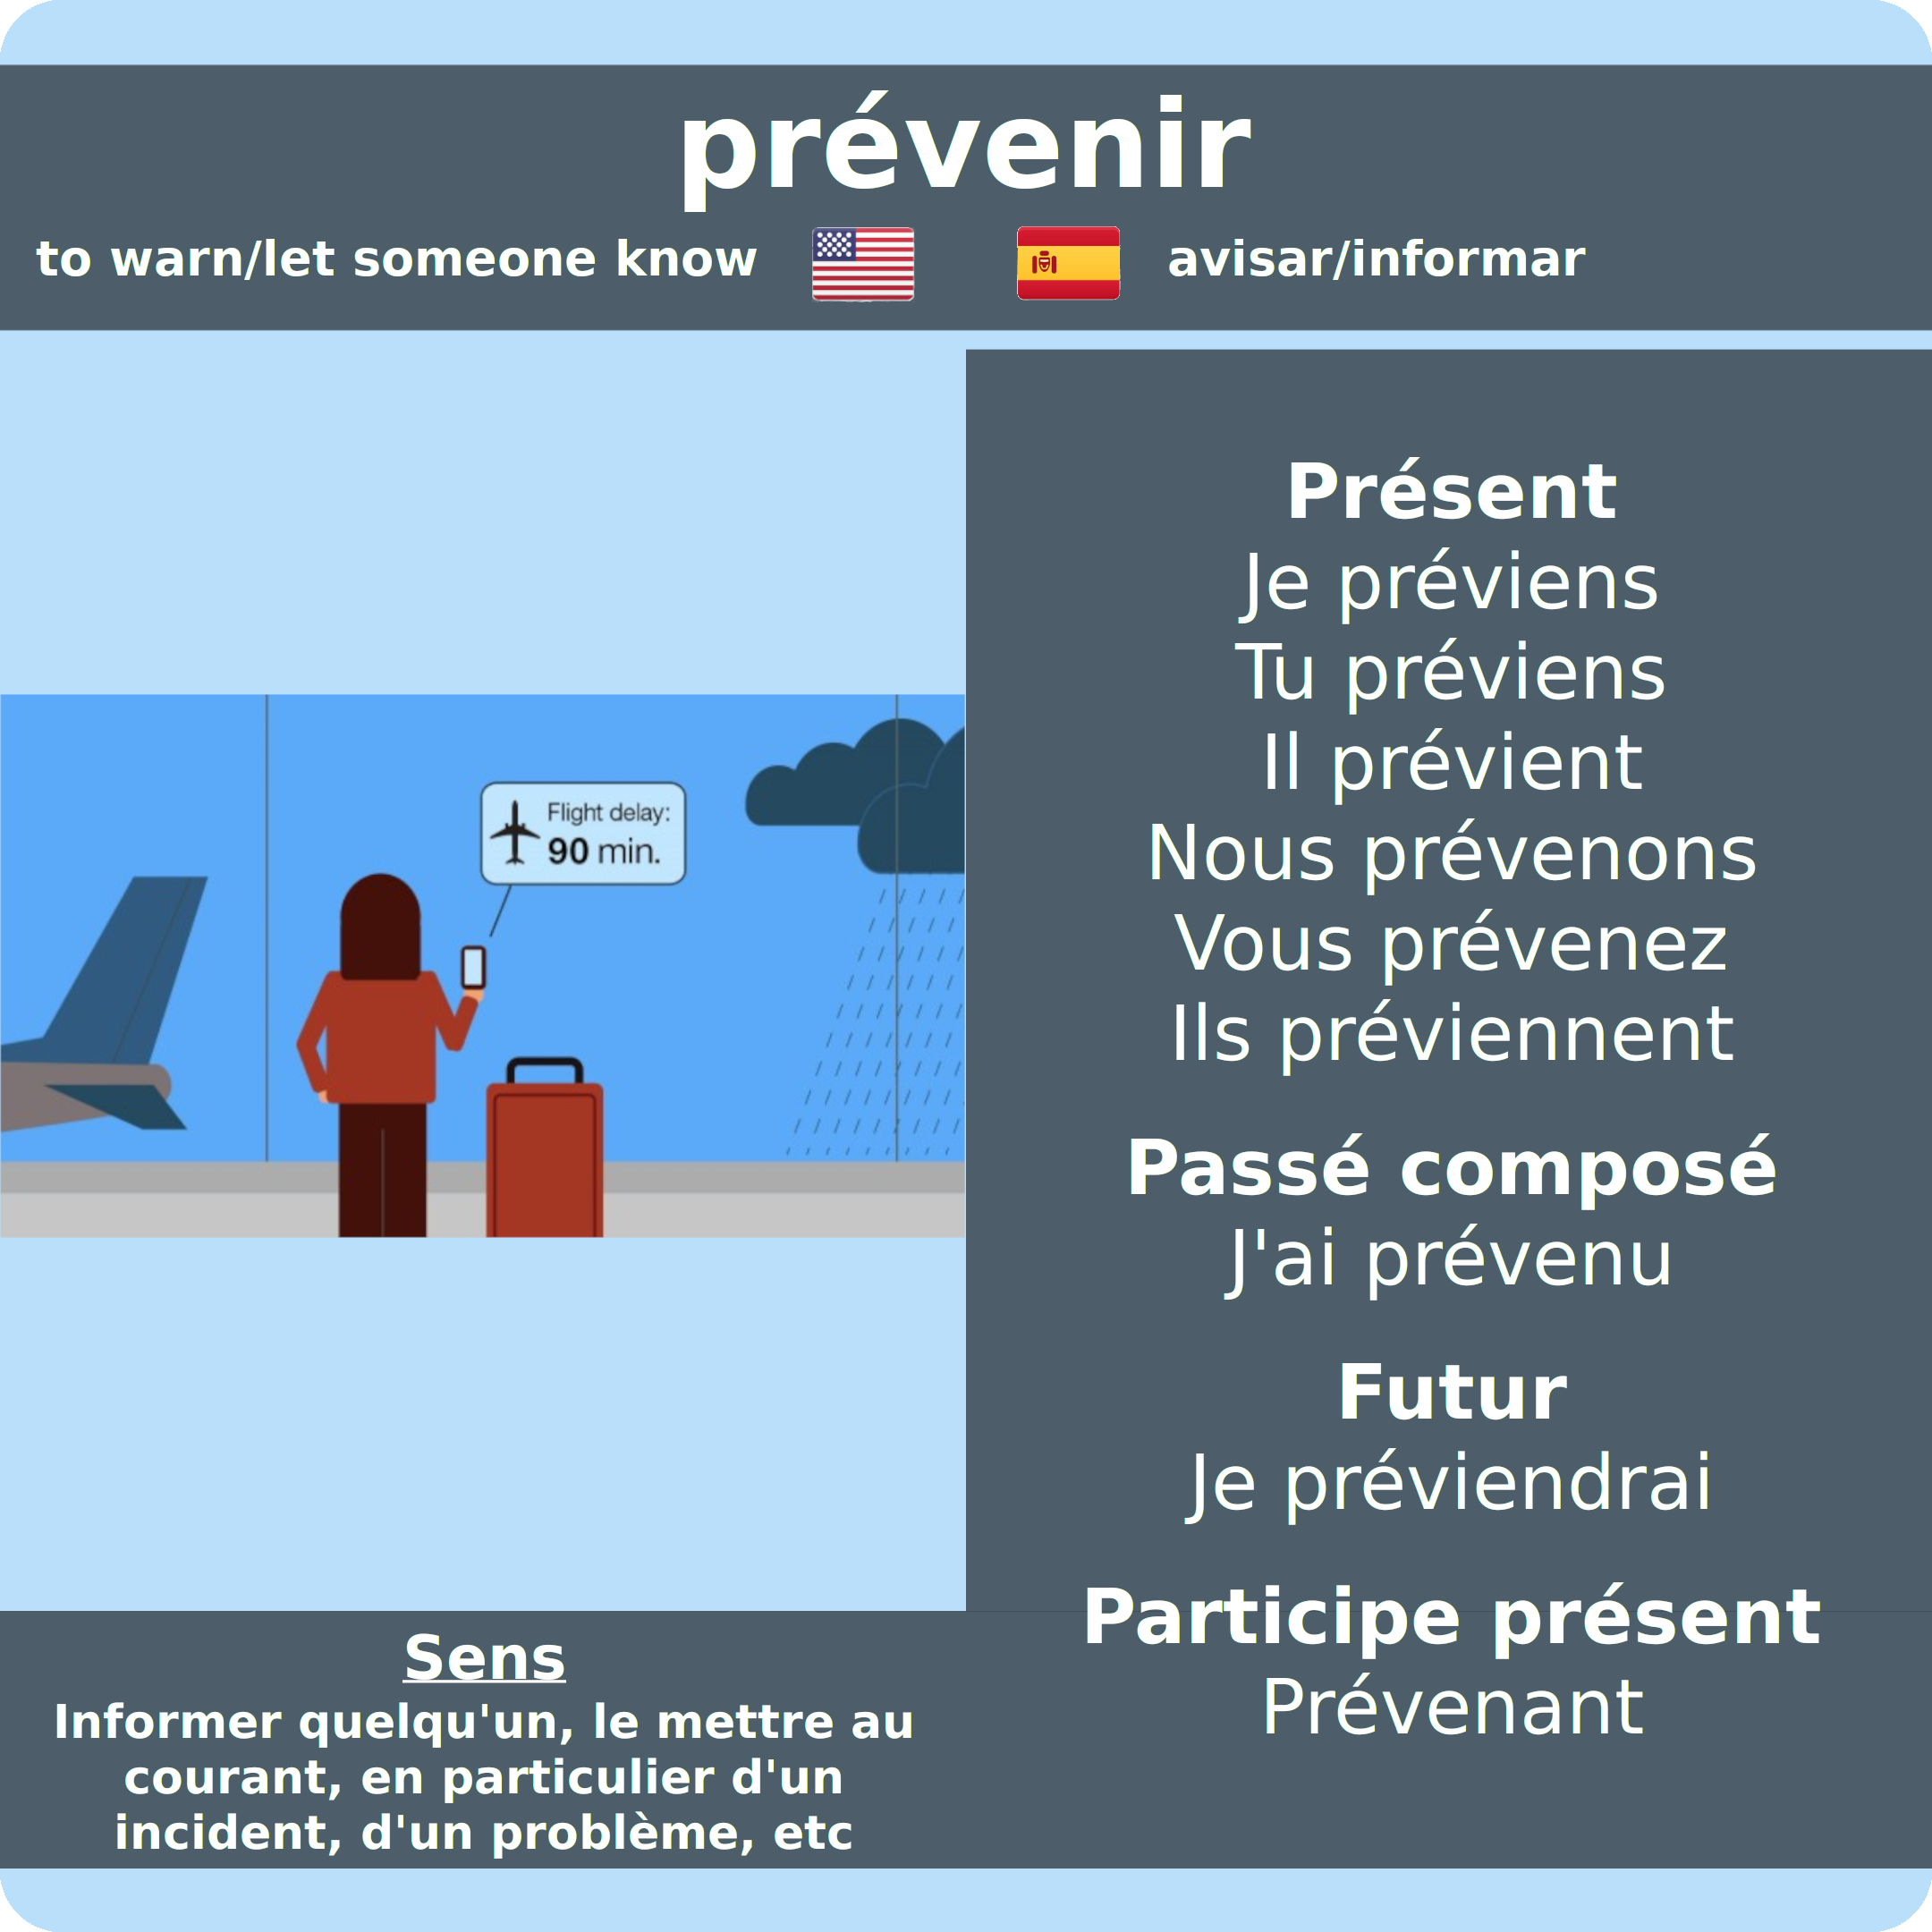 prévenir
to warn/let someone know
avisar/informar
Flight delay:
90 min.
Présent
Je préviens
Tu préviens
Il prévient
Nous prévenons
Vous prévenez
Ils préviennent
Passé composé
J'ai prévenu
Futur
Je préviendrai
Participe présent
Prévenant
Sens
Informer quelqu'un, le mettre au
courant, en particulier d'un
incident, d'un problème, etc